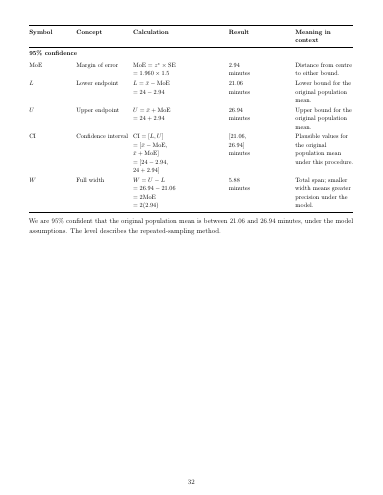 Symbol Concept Calculation Result Meaning in
context
95% confidence
MoE Margin of error MoE = z* × SE 2.94 Distance from centre
= 1.960 × 1.5 minutes to either bound.
L Lower endpoint L = x̄ − MoE 21.06 Lower bound for the
= 24 − 2.94 minutes original population
mean.
U Upper endpoint U = x̄ + MoE 26.94 Upper bound for the
= 24 + 2.94 minutes original population
mean.
CI Confidence interval CI = [L, U] [21.06, Plausible values for
= [x̄ − MoE, 26.94] the original
x̄ + MoE] minutes population mean
= [24 − 2.94, under this procedure.
24 + 2.94]
W Full width W = U − L 5.88 Total span; smaller
= 26.94 − 21.06 minutes width means greater
= 2MoE precision under the
= 2(2.94) model.
We are 95% confident that the original population mean is between 21.06 and 26.94 minutes, under the model
assumptions. The level describes the repeated-sampling method.
32